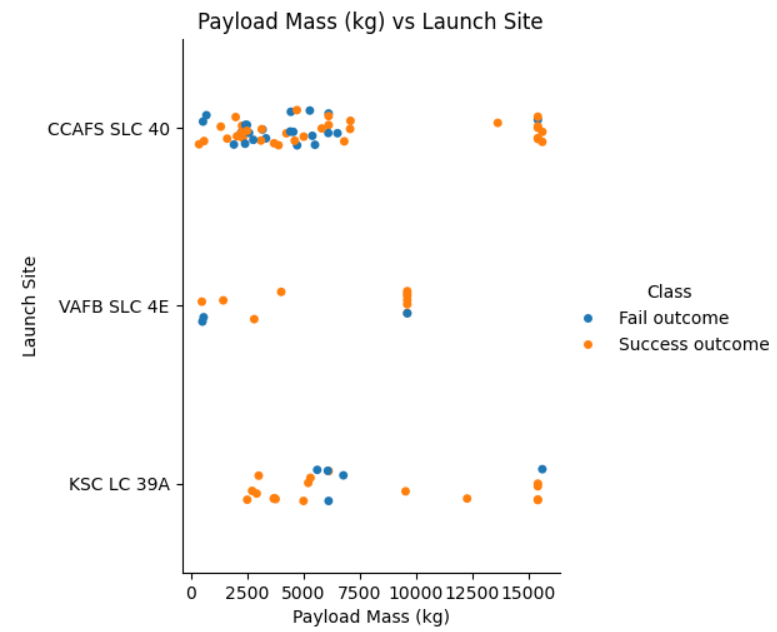 Payload Mass (kg) vs Launch Site
CCAFS SLC 40
VAFB SLC 4E
KSC LC 39A
Launch Site
0 2500 5000 7500 10000 12500 15000
Payload Mass (kg)
Class
Fail outcome
Success outcome